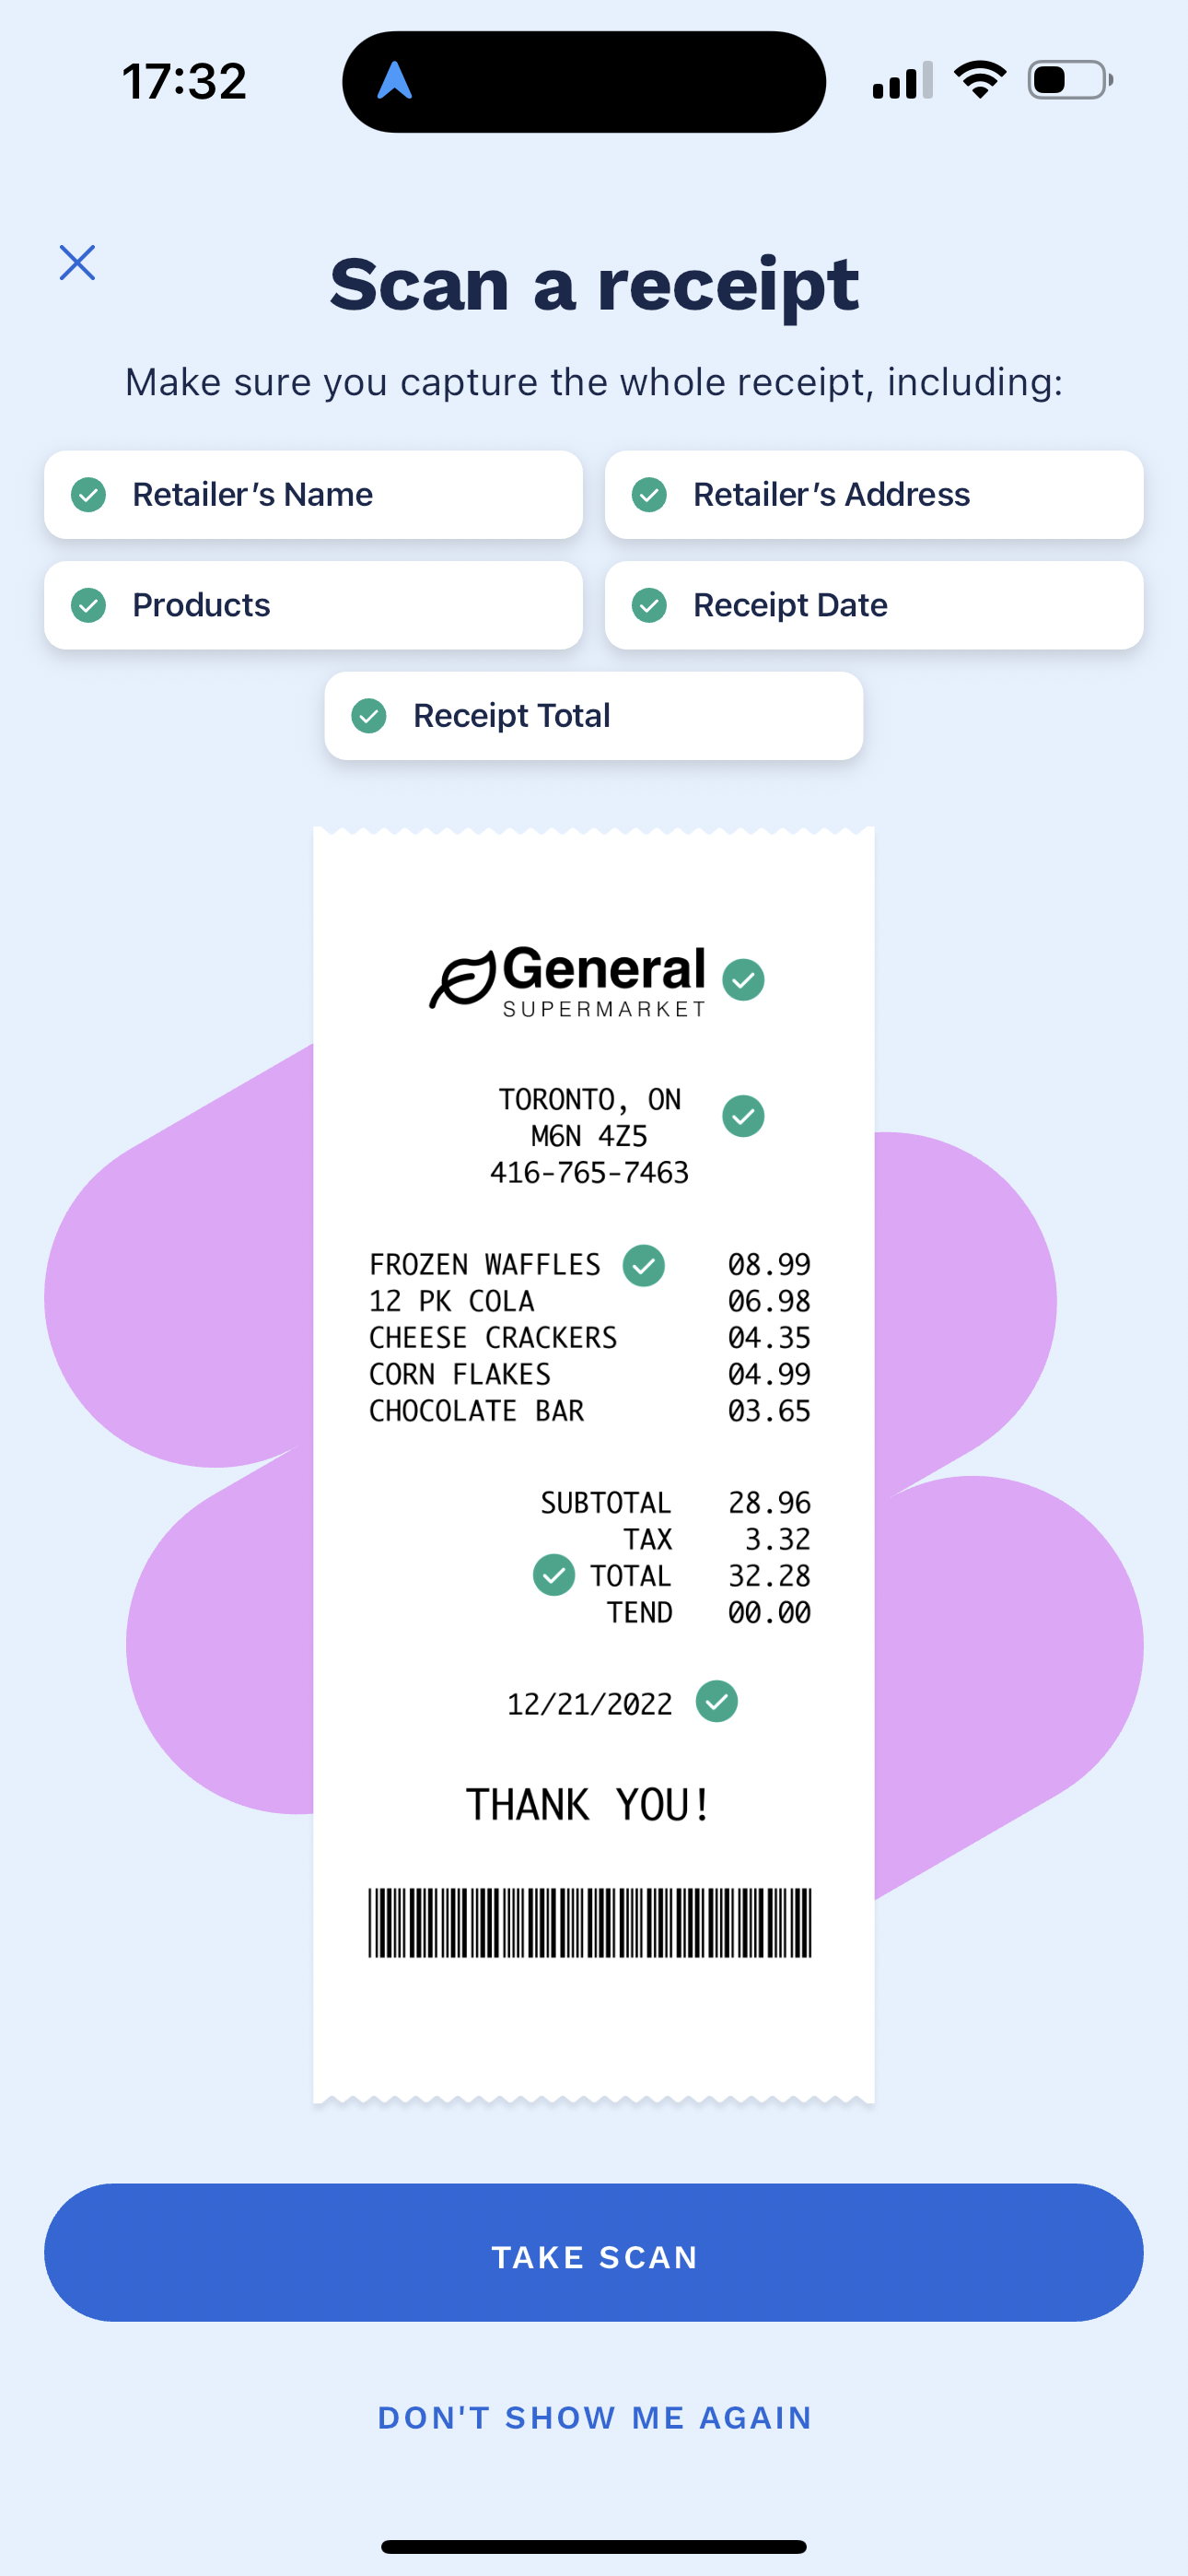 17:32
Scan a receipt
Make sure you capture the whole receipt, including:
Retailer’s Name
Retailer’s Address
Products
Receipt Date
Receipt Total
General
SUPERMARKET
TORONTO, ON
M6N 4Z5
416-765-7463
FROZEN WAFFLES 08.99
12 PK COLA 06.98
CHEESE CRACKERS 04.35
CORN FLAKES 04.99
CHOCOLATE BAR 03.65
SUBTOTAL 28.96
TAX 3.32
TOTAL 32.28
TEND 00.00
12/21/2022
THANK YOU!
TAKE SCAN
DON'T SHOW ME AGAIN